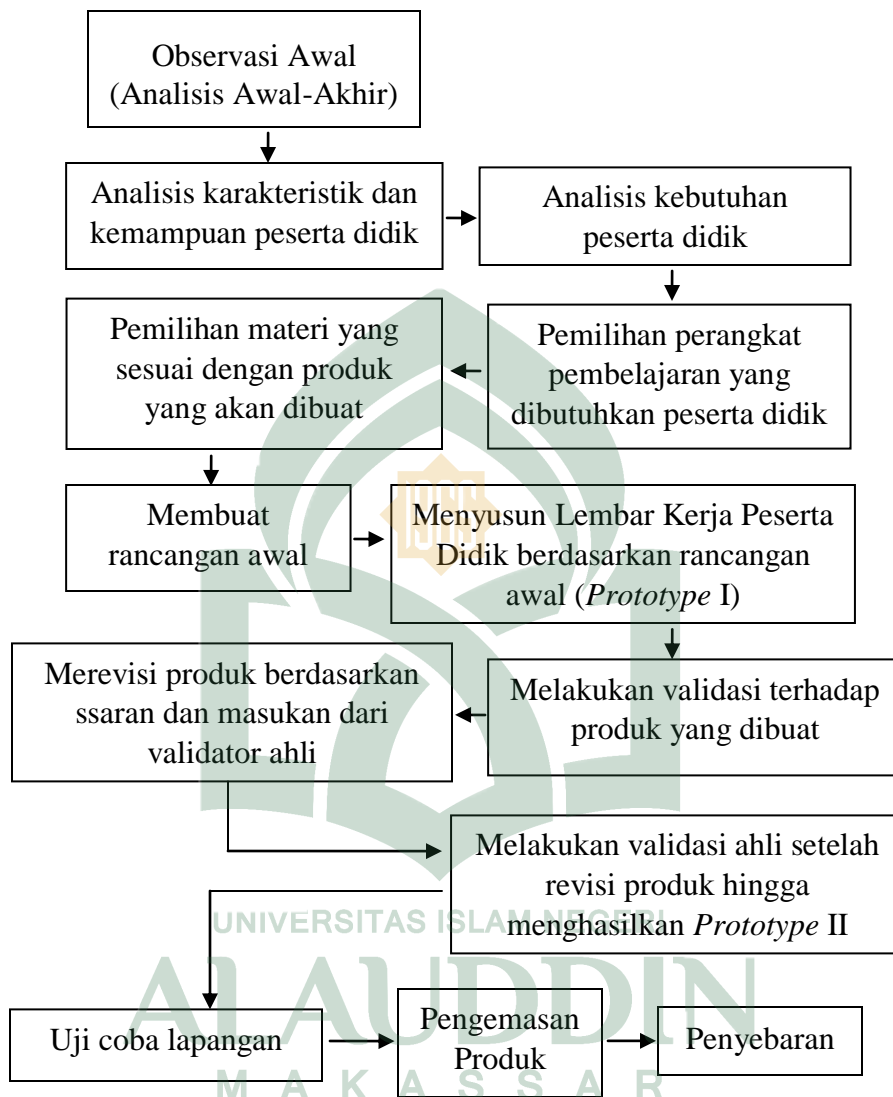 Observasi Awal
(Analisis Awal-Akhir)
Analisis karakteristik dan
kemampuan peserta didik
Analisis kebutuhan
peserta didik
Pemilihan perangkat
pembelajaran yang
dibutuhkan peserta didik
Pemilihan materi yang
sesuai dengan produk
yang akan dibuat
Membuat
rancangan awal
Menyusun Lembar Kerja Peserta
Didik berdasarkan rancangan
awal (Prototype I)
Melakukan validasi terhadap
produk yang dibuat
Merevisi produk berdasarkan
ssaran dan masukan dari
validator ahli
Melakukan validasi ahli setelah
revisi produk hingga
menghasilkan Prototype II
Uji coba lapangan
Pengemasan
Produk
Penyebaran
UNIVERSITAS ISLAM NEGERI
ALAUDDIN
MAKASSAR